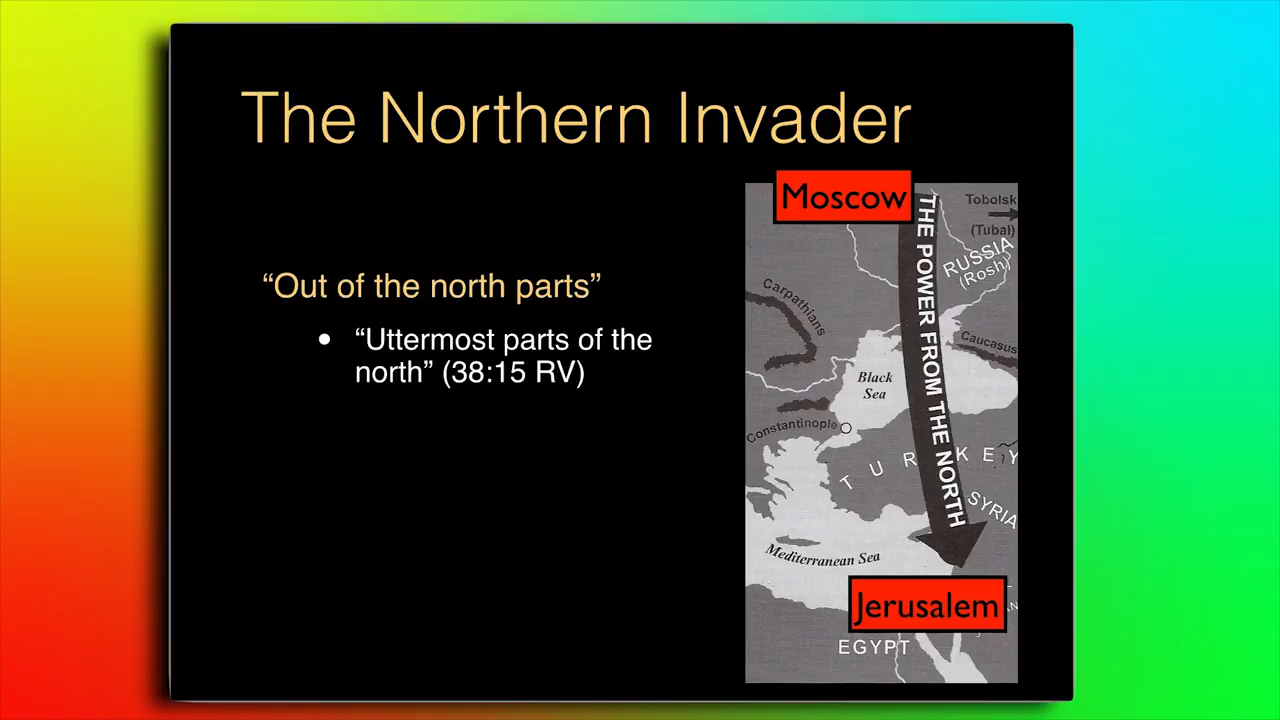 The Northern Invader
“Out of the north parts”
• “Uttermost parts of the
north” (38:15 RV)
Moscow
THE POWER FROM THE NORTH
Tobolsk
(Tubal)
RUSSIA
(Rosh)
Carpathians
Caucasus
Black
Sea
Constantinople
TURKEY
SYRIA
Mediterranean Sea
Jerusalem
EGYPT